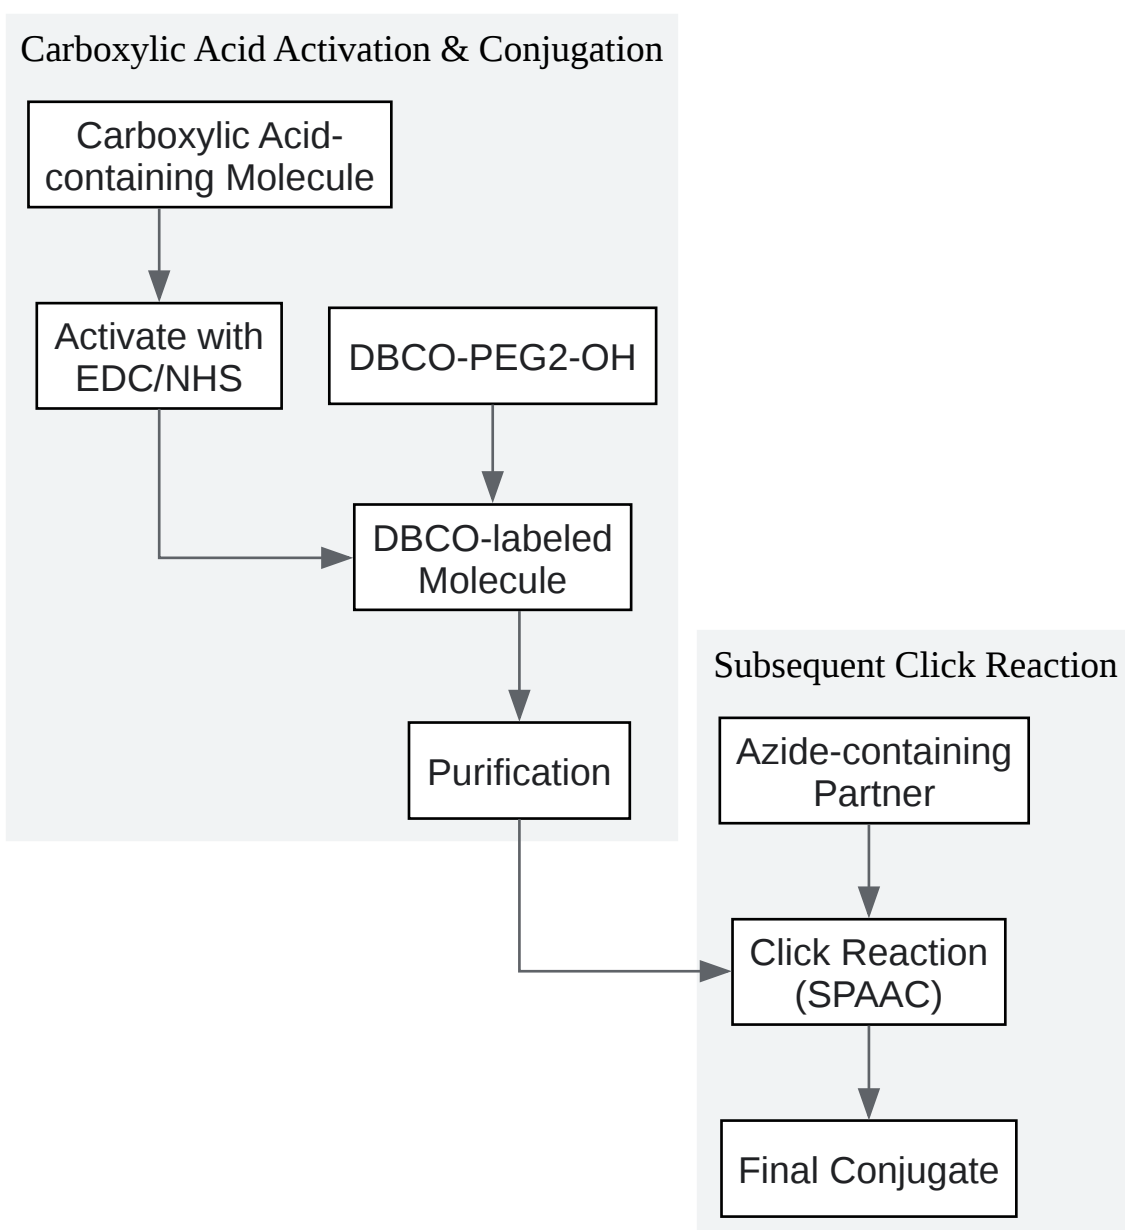 Carboxylic Acid Activation & Conjugation
Carboxylic Acid-
containing Molecule
Activate with
EDC/NHS
DBCO-PEG2-OH
DBCO-labeled
Molecule
Purification
Subsequent Click Reaction
Azide-containing
Partner
Click Reaction
(SPAAC)
Final Conjugate